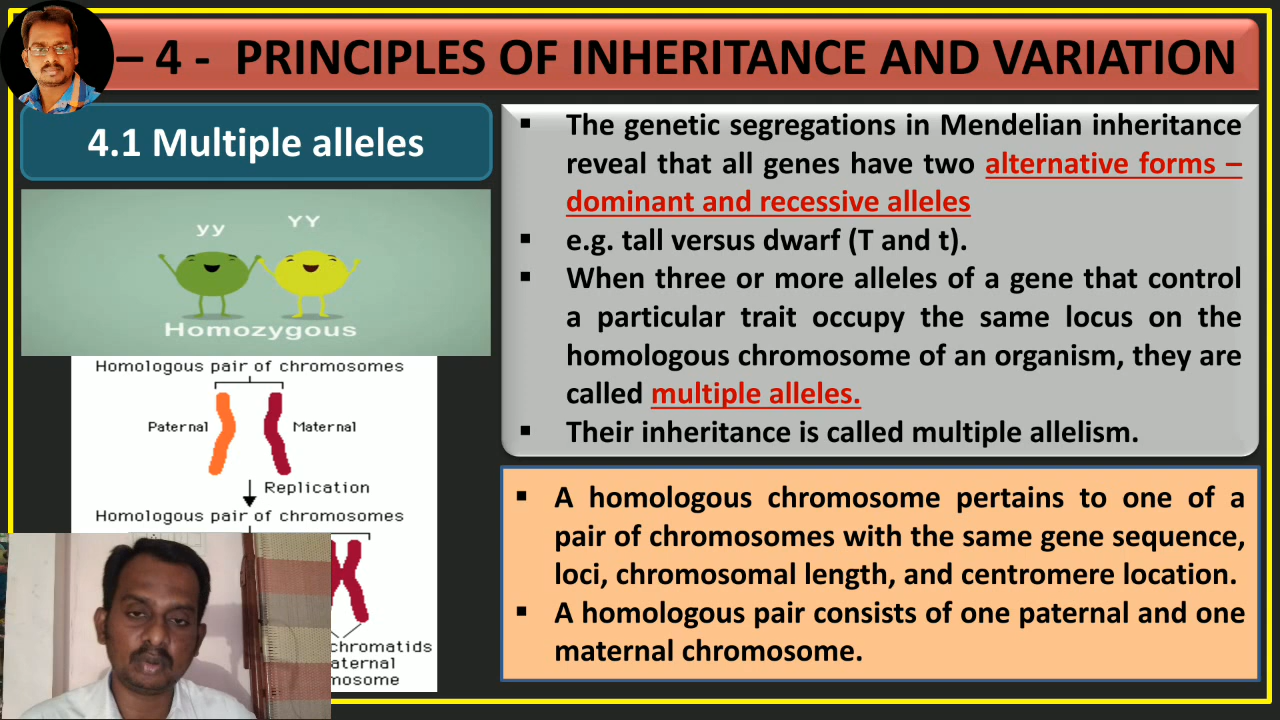 – 4 - PRINCIPLES OF INHERITANCE AND VARIATION
4.1 Multiple alleles
yy YY
Homozygous
Homologous pair of chromosomes
Paternal Maternal
Replication
Homologous pair of chromosomes
chromatids
▪ The genetic segregations in Mendelian inheritance
reveal that all genes have two alternative forms –
dominant and recessive alleles
▪ e.g. tall versus dwarf (T and t).
▪ When three or more alleles of a gene that control
a particular trait occupy the same locus on the
homologous chromosome of an organism, they are
called multiple alleles.
▪ Their inheritance is called multiple allelism.
▪ A homologous chromosome pertains to one of a
pair of chromosomes with the same gene sequence,
loci, chromosomal length, and centromere location.
▪ A homologous pair consists of one paternal and one
maternal chromosome.